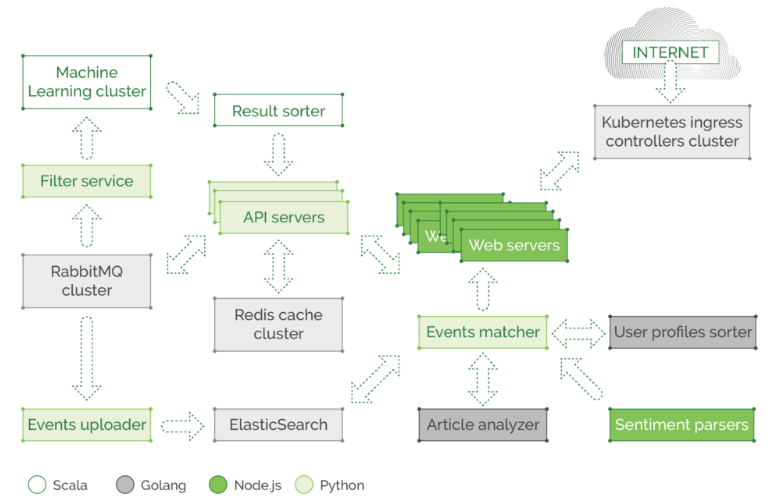 INTERNET
Machine
Learning cluster
Result sorter
Kubernetes ingress
controllers cluster
Filter service
API servers
We
Web servers
RabbitMQ
cluster
Redis cache
cluster
Events matcher
User profiles sorter
Events uploader
ElasticSearch
Article analyzer
Sentiment parsers
Scala
Golang
Node.js
Python